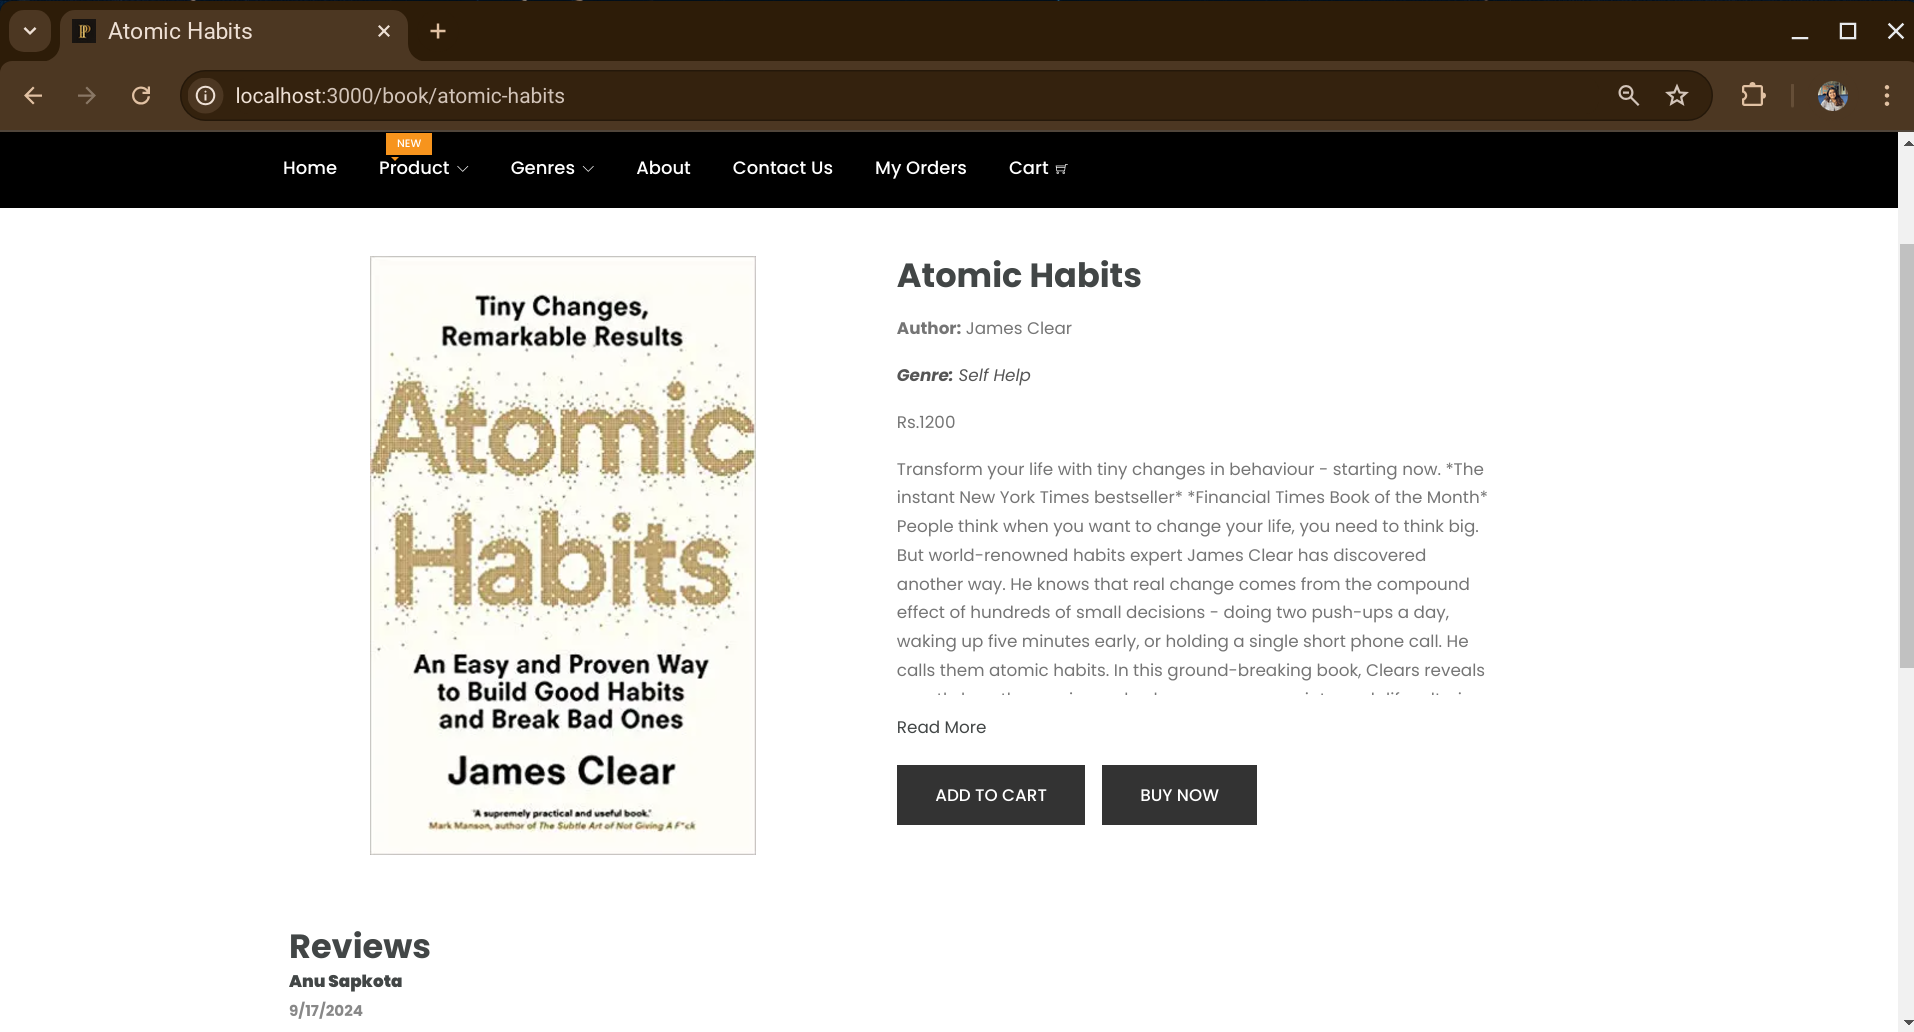 Atomic Habits
localhost:3000/book/atomic-habits
NEW
Home Product Genres About Contact Us My Orders Cart
Tiny Changes,
Remarkable Results
Atomic
Habits
An Easy and Proven Way
to Build Good Habits
and Break Bad Ones
James Clear
'A supremely practical and useful book.'
Mark Manson, author of The Subtle Art of Not Giving A F*ck
Atomic Habits
Author: James Clear
Genre: Self Help
Rs.1200
Transform your life with tiny changes in behaviour - starting now. *The
instant New York Times bestseller* *Financial Times Book of the Month*
People think when you want to change your life, you need to think big.
But world-renowned habits expert James Clear has discovered
another way. He knows that real change comes from the compound
effect of hundreds of small decisions - doing two push-ups a day,
waking up five minutes early, or holding a single short phone call. He
calls them atomic habits. In this ground-breaking book, Clears reveals
Read More
ADD TO CART BUY NOW
Reviews
Anu Sapkota
9/17/2024